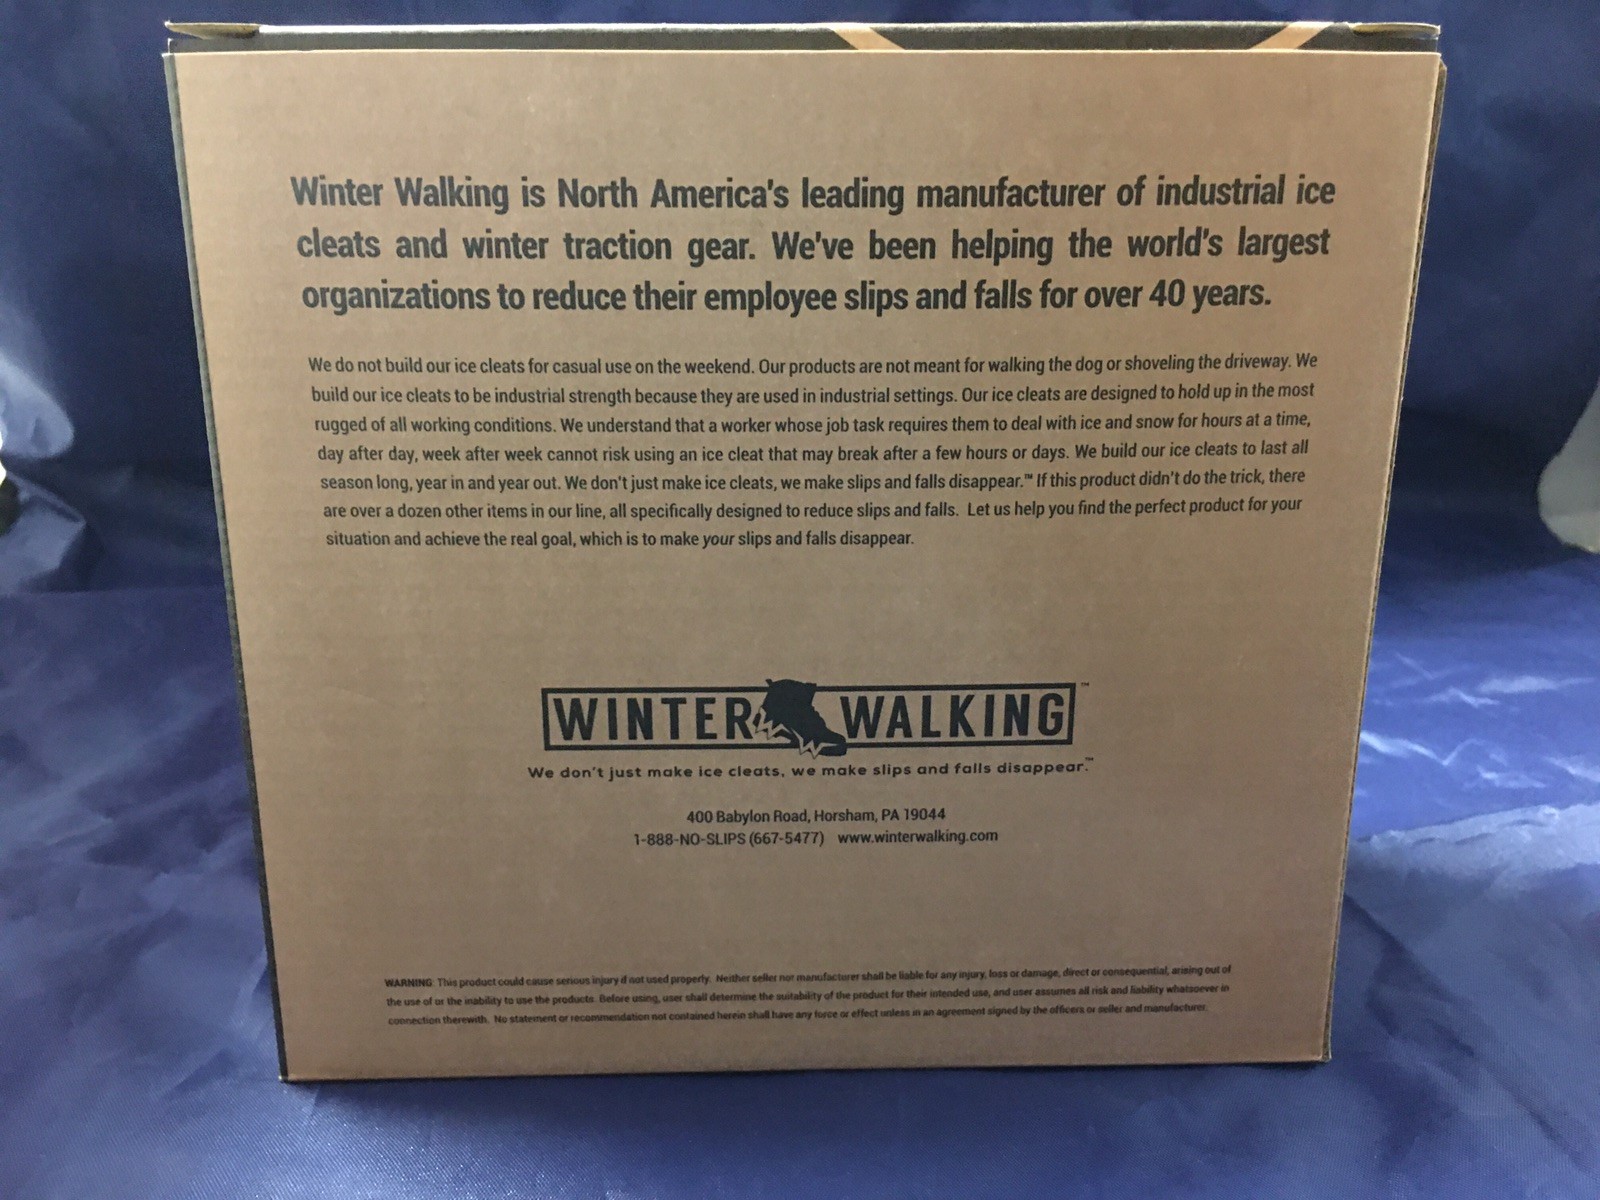 Winter Walking is North America's leading manufacturer of industrial ice
cleats and winter traction gear. We've been helping the world's largest
organizations to reduce their employee slips and falls for over 40 years.
We do not build our ice cleats for casual use on the weekend. Our products are not meant for walking the dog or shoveling the driveway. We
build our ice cleats to be industrial strength because they are used in industrial settings. Our ice cleats are designed to hold up in the most
rugged of all working conditions. We understand that a worker whose job task requires them to deal with ice and snow for hours at a time,
day after day, week after week cannot risk using an ice cleat that may break after a few hours or days. We build our ice cleats to last all
season long, year in and year out. We don't just make ice cleats, we make slips and falls disappear.™ If this product didn't do the trick, there
are over a dozen other items in our line, all specifically designed to reduce slips and falls. Let us help you find the perfect product for your
situation and achieve the real goal, which is to make your slips and falls disappear.
WINTER WALKING™
We don't just make ice cleats, we make slips and falls disappear.™
400 Babylon Road, Horsham, PA 19044
1-888-NO-SLIPS (667-5477) www.winterwalking.com
WARNING: This product could cause serious injury if not used properly. Neither seller nor manufacturer shall be liable for any injury, loss or damage, direct or consequential, arising out of
the use of or the inability to use the products. Before using, user shall determine the suitability of the product for their intended use, and user assumes all risk and liability whatsoever in
connection therewith. No statement or recommendation not contained herein shall have any force or effect unless in an agreement signed by the officers or seller and manufacturer.